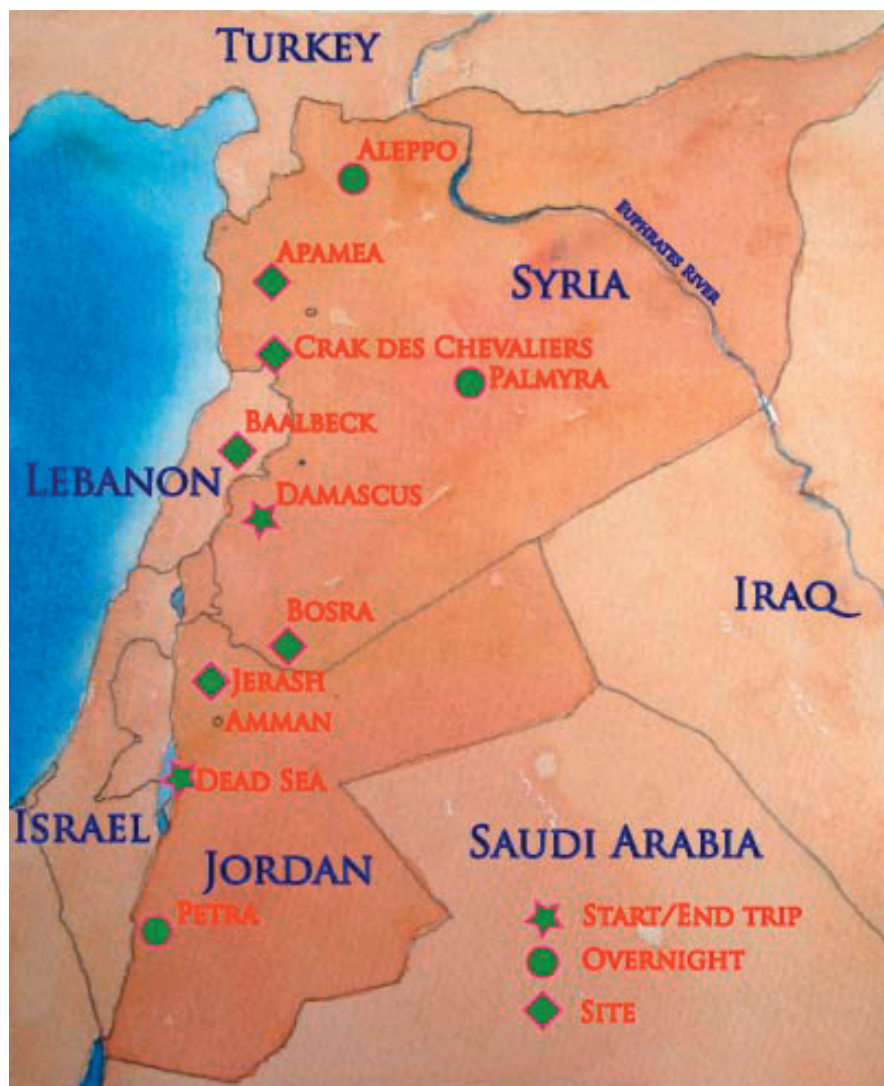 TURKEY
ALEPPO
EUPHRATES RIVER
APAMEA
SYRIA
CRAK DES CHEVALIERS
PALMYRA
BAALBECK
LEBANON
DAMASCUS
IRAQ
BOSRA
JERASH
AMMAN
DEAD SEA
ISRAEL
JORDAN
SAUDI ARABIA
PETRA
START/END TRIP
OVERNIGHT
SITE